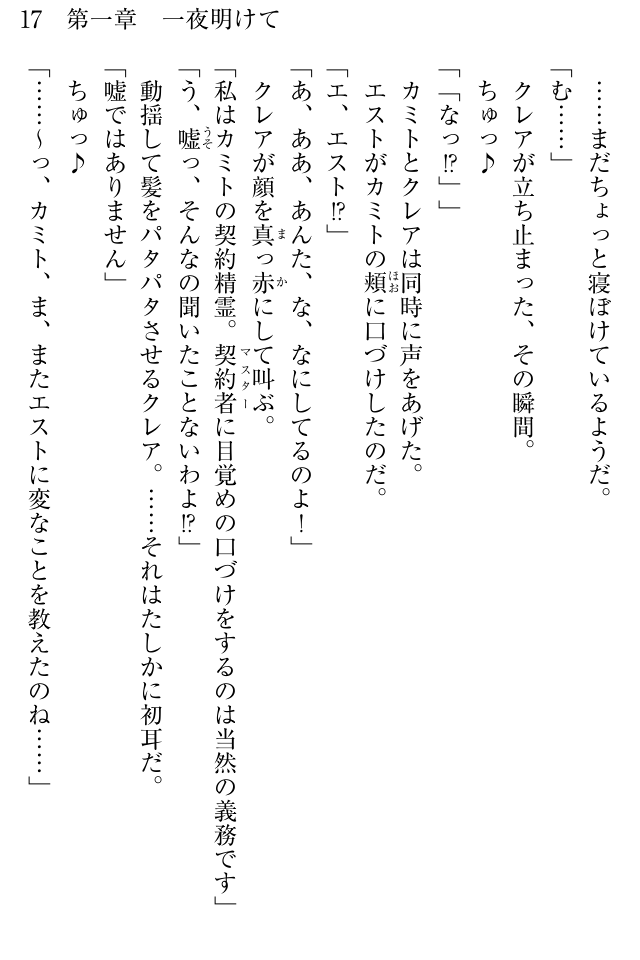 17　第一章　一夜明けて
……まだちょっと寝ぼけているようだ。
「む……」
クレアが立ち止まった、その瞬間。
ちゅっ♪
「「なっ⁉」」
カミトとクレアは同時に声をあげた。
エストがカミトの頬に口づけしたのだ。
「エ、エスト⁉」
「あ、ああ、あんた、な、なにしてるのよ！」
クレアが顔を真っ赤にして叫ぶ。
「私はカミトの契約精霊。契約者に目覚めの口づけをするのは当然の義務です」
「う、嘘っ、そんなの聞いたことないわよ⁉」
動揺して髪をパタパタさせるクレア。……それはたしかに初耳だ。
「嘘ではありません」
ちゅっ♪
「……～っ、カミト、ま、またエストに変なことを教えたのね……」